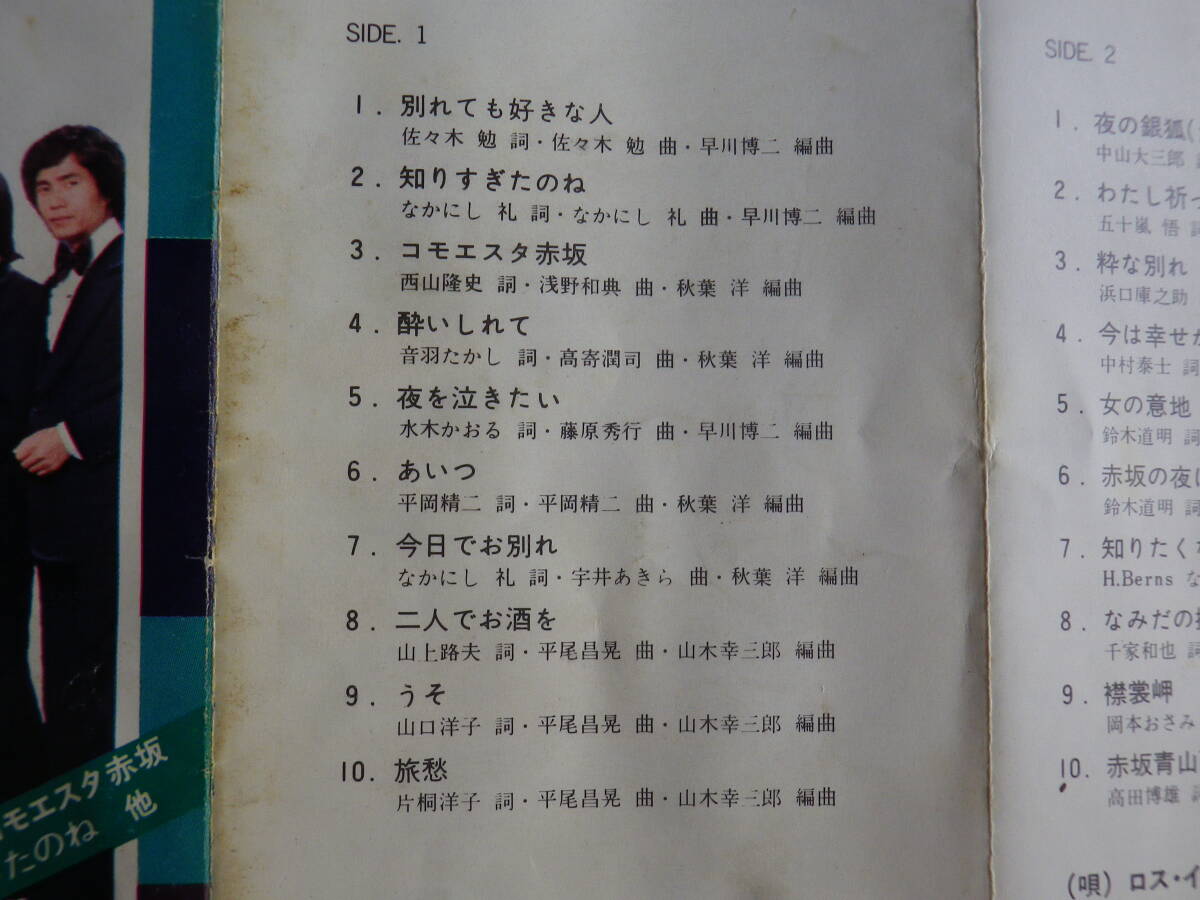 SIDE. 1
1. 別れても好きな人
佐々木 勉 詞・佐々木 勉 曲・早川博二 編曲
2. 知りすぎたのね
なかにし 礼 詞・なかにし 礼 曲・早川博二 編曲
3. コモエスタ赤坂
西山隆史 詞・浅野和典 曲・秋葉 洋 編曲
4. 酔いしれて
音羽たかし 詞・高寄潤司 曲・秋葉 洋 編曲
5. 夜を泣きたい
水木かおる 詞・藤原秀行 曲・早川博二 編曲
6. あいつ
平岡精二 詞・平岡精二 曲・秋葉 洋 編曲
7. 今日でお別れ
なかにし 礼 詞・宇井あきら 曲・秋葉 洋 編曲
8. 二人でお酒を
山上路夫 詞・平尾昌晃 曲・山木幸三郎 編曲
9. うそ
山口洋子 詞・平尾昌晃 曲・山木幸三郎 編曲
10. 旅愁
片桐洋子 詞・平尾昌晃 曲・山木幸三郎 編曲
SIDE. 2
1. 夜の銀狐(
中山大三郎
2. わたし祈っ
五十嵐 悟 詞
3. 粋な別れ
浜口庫之助
4. 今は幸せか
中村泰士 詞
5. 女の意地
鈴木道明 詞
6. 赤坂の夜は
鈴木道明 詞
7. 知りたくな
H.Berns な
8. なみだの操
千家和也 詞
9. 襟裳岬
岡本おさみ
10. 赤坂青山
高田博雄 詞
(唄) ロス・イ
コモエスタ赤坂
たのね 他